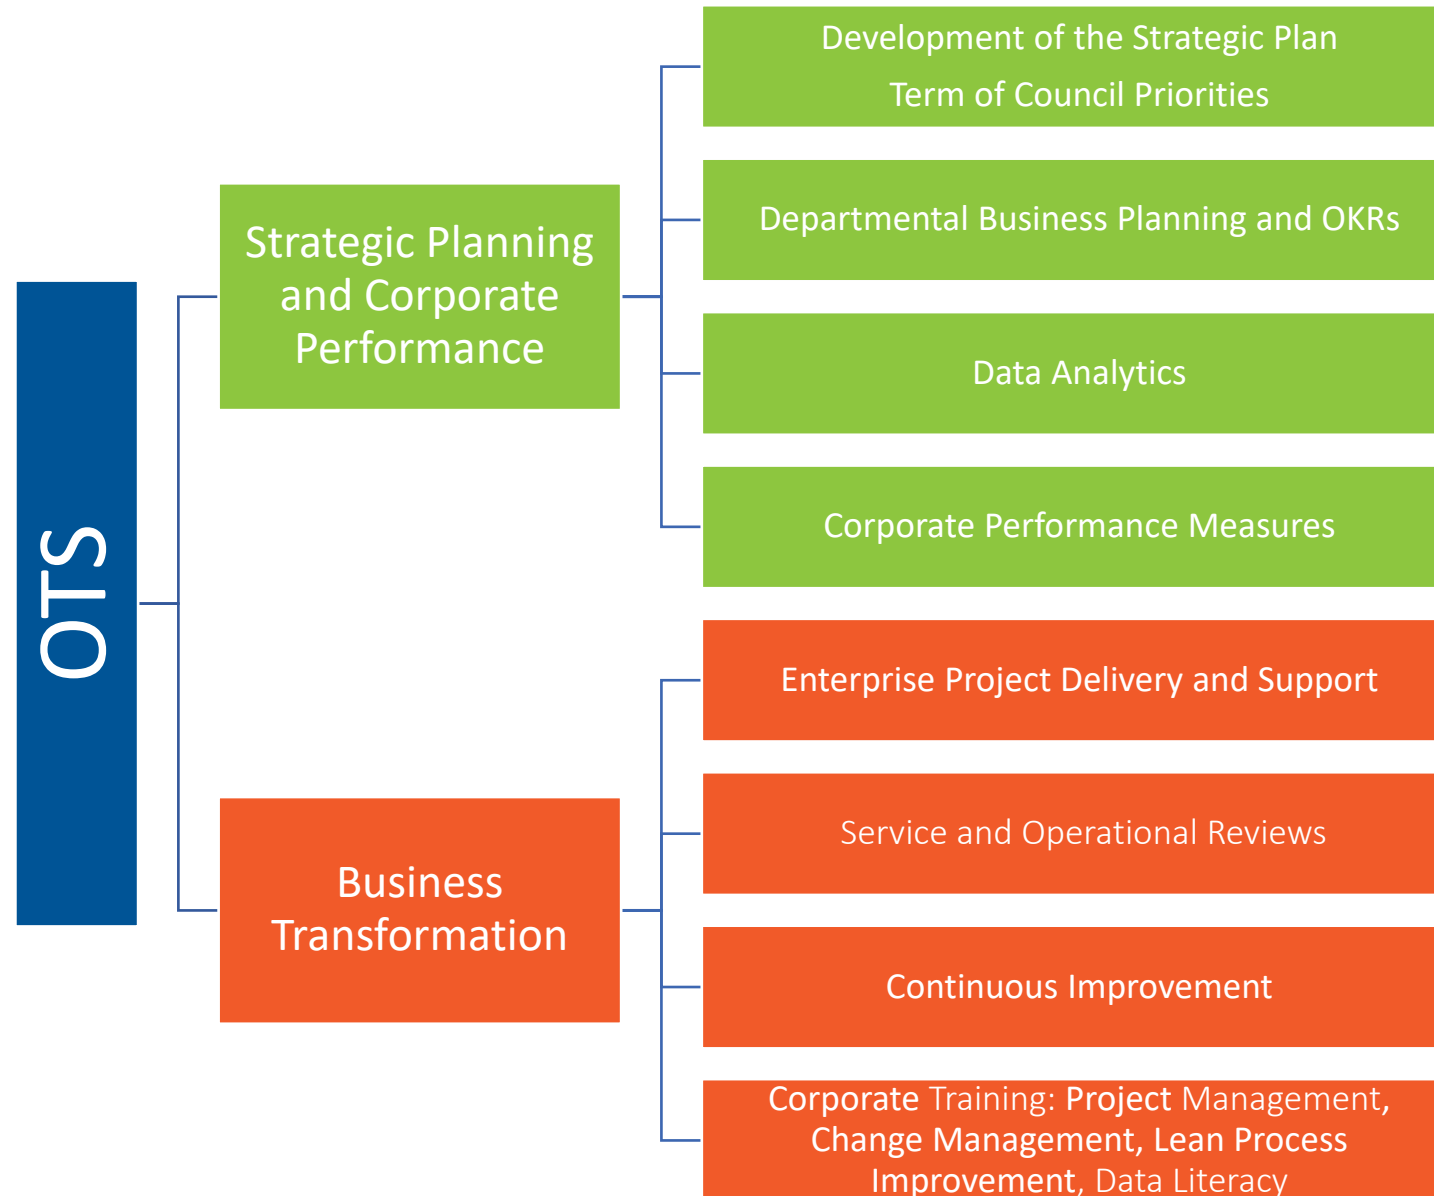 OTS
Strategic Planning
and Corporate
Performance
Development of the Strategic Plan
Term of Council Priorities
Departmental Business Planning and OKRs
Data Analytics
Corporate Performance Measures
Business
Transformation
Enterprise Project Delivery and Support
Service and Operational Reviews
Continuous Improvement
Corporate Training: Project Management,
Change Management, Lean Process
Improvement, Data Literacy